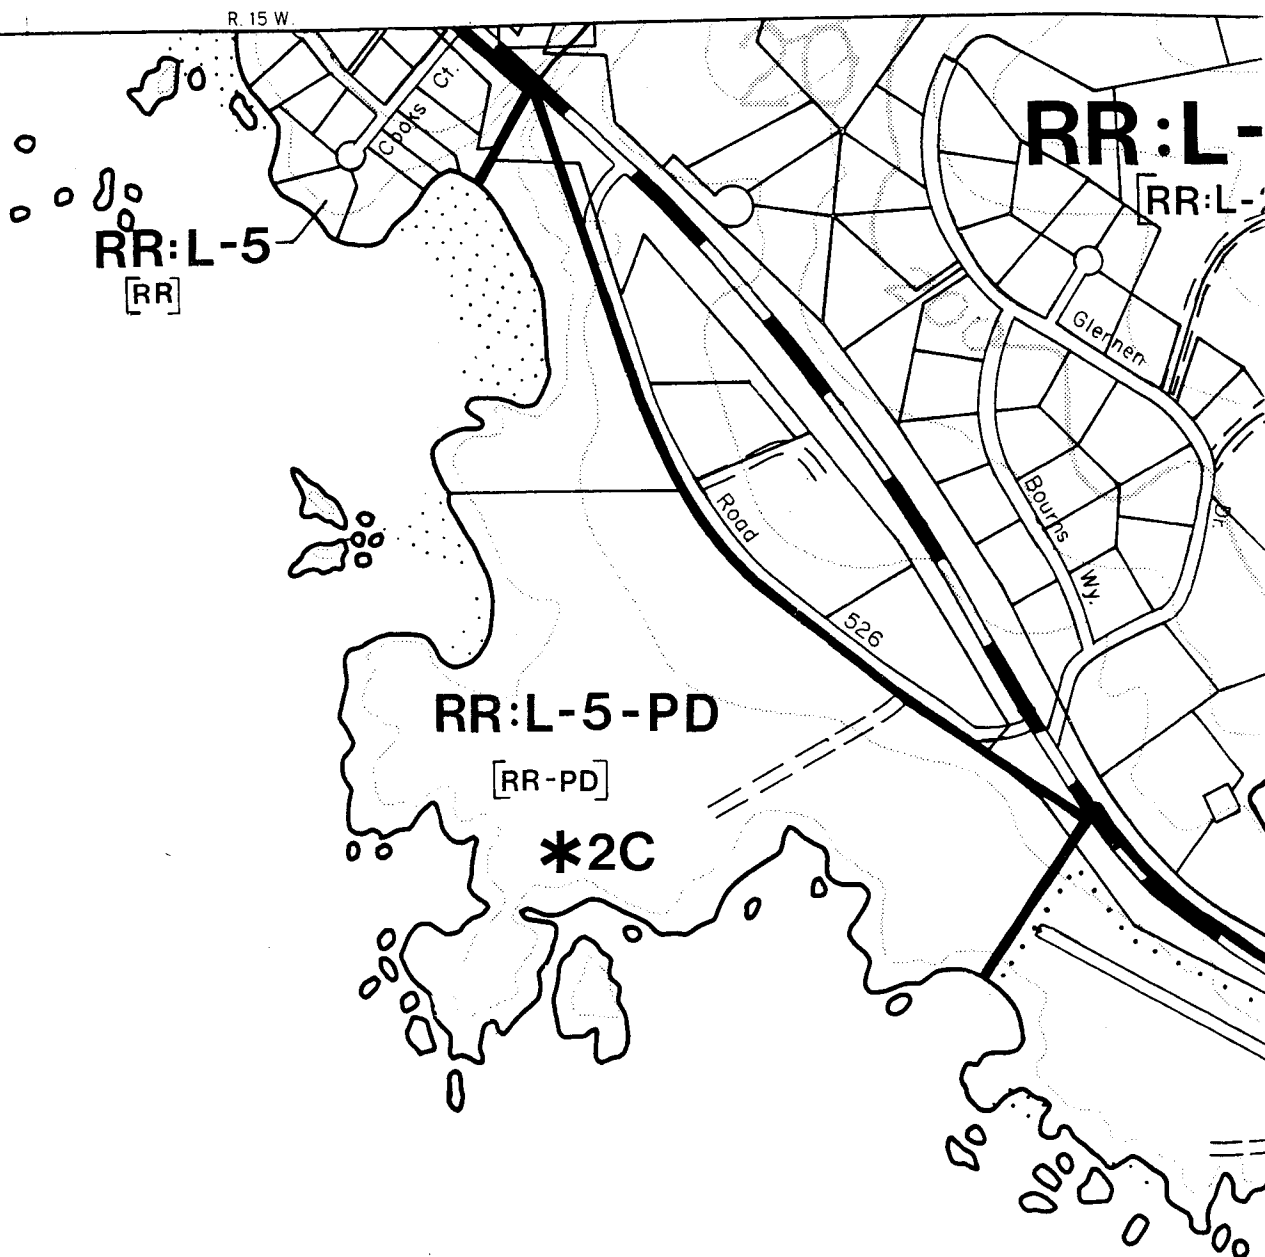 R. 15 W.
Cooks Ct.
RR:L-
[RR:L-2
RR:L-5
[RR]
Glennen
Dr.
Bourns Wy.
Road 526
RR:L-5-PD
[RR-PD]
*2C